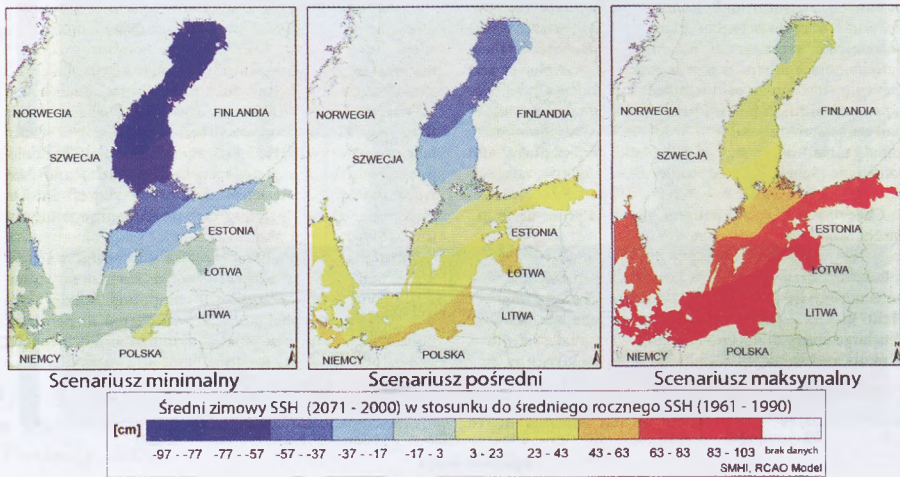 NORWEGIA
FINLANDIA
SZWECJA
ESTONIA
ŁOTWA
LITWA
NIEMCY
POLSKA
N
Scenariusz minimalny
NORWEGIA
FINLANDIA
SZWECJA
ESTONIA
ŁOTWA
LITWA
NIEMCY
POLSKA
N
Scenariusz pośredni
NORWEGIA
FINLANDIA
SZWECJA
ESTONIA
ŁOTWA
LITWA
NIEMCY
POLSKA
N
Scenariusz maksymalny
Średni zimowy SSH (2071 - 2000) w stosunku do średniego rocznego SSH (1961 - 1990)
[cm]
-97 - -77 -77 - -57 -57 - -37 -37 - -17 -17 - 3 3 - 23 23 - 43 43 - 63 63 - 83 83 - 103 brak danych
SMHI, RCAO Model